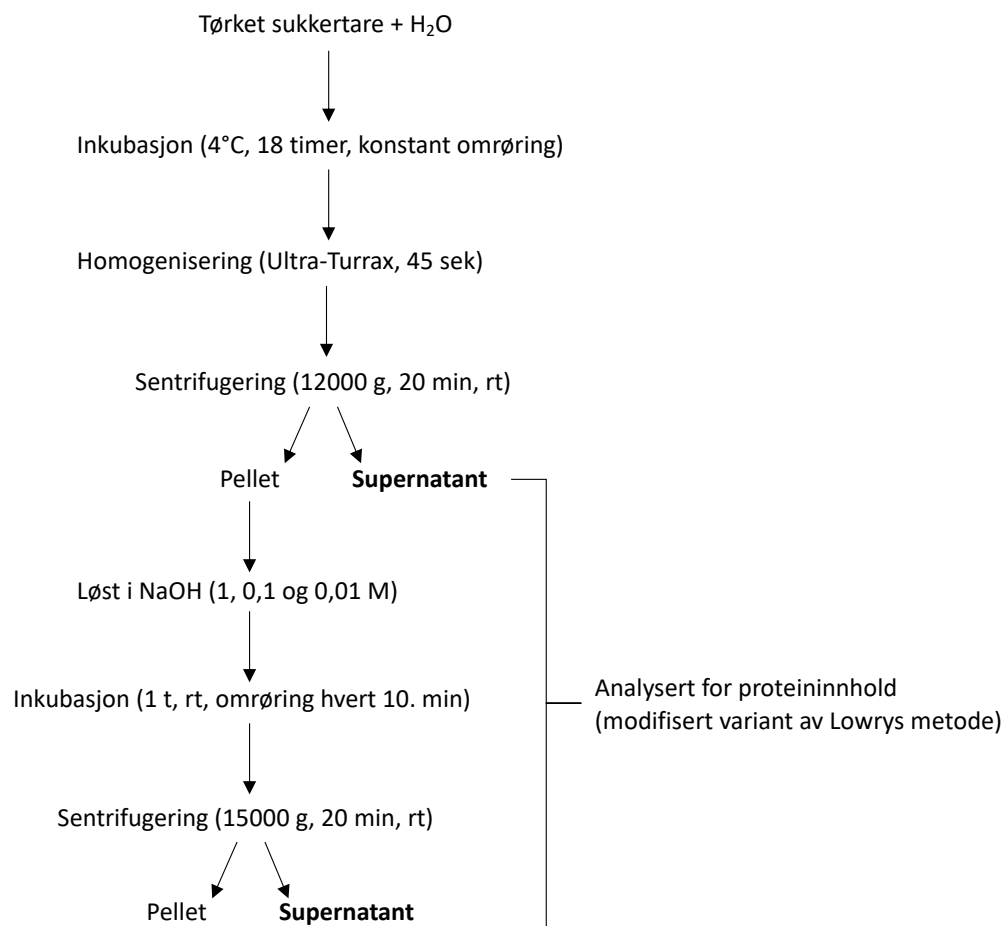 Tørket sukkertare + H₂O
Inkubasjon (4°C, 18 timer, konstant omrøring)
Homogenisering (Ultra-Turrax, 45 sek)
Sentrifugering (12000 g, 20 min, rt)
Pellet Supernatant
Løst i NaOH (1, 0,1 og 0,01 M)
Inkubasjon (1 t, rt, omrøring hvert 10. min)
Analysert for proteininnhold
(modifisert variant av Lowrys metode)
Sentrifugering (15000 g, 20 min, rt)
Pellet Supernatant